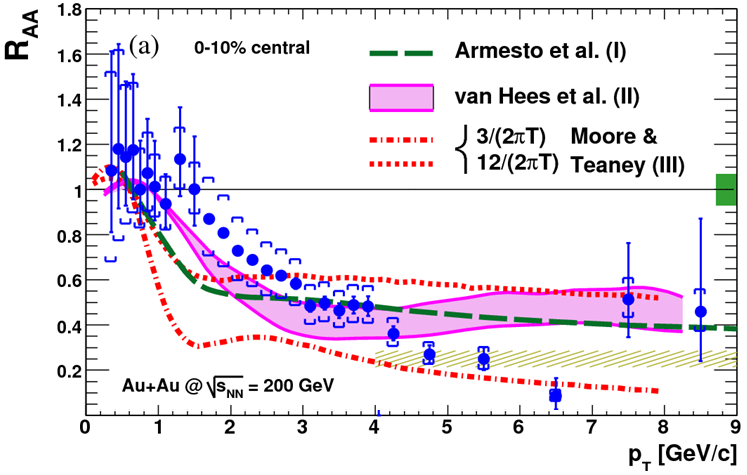 R_AA
1.8
1.6
1.4
1.2
1
0.8
0.6
0.4
0.2
(a)
0-10% central
Armesto et al. (I)
van Hees et al. (II)
3/(2πT) Moore &
12/(2πT) Teaney (III)
Au+Au @ √s_NN = 200 GeV
0 1 2 3 4 5 6 7 8 9
p_T [GeV/c]